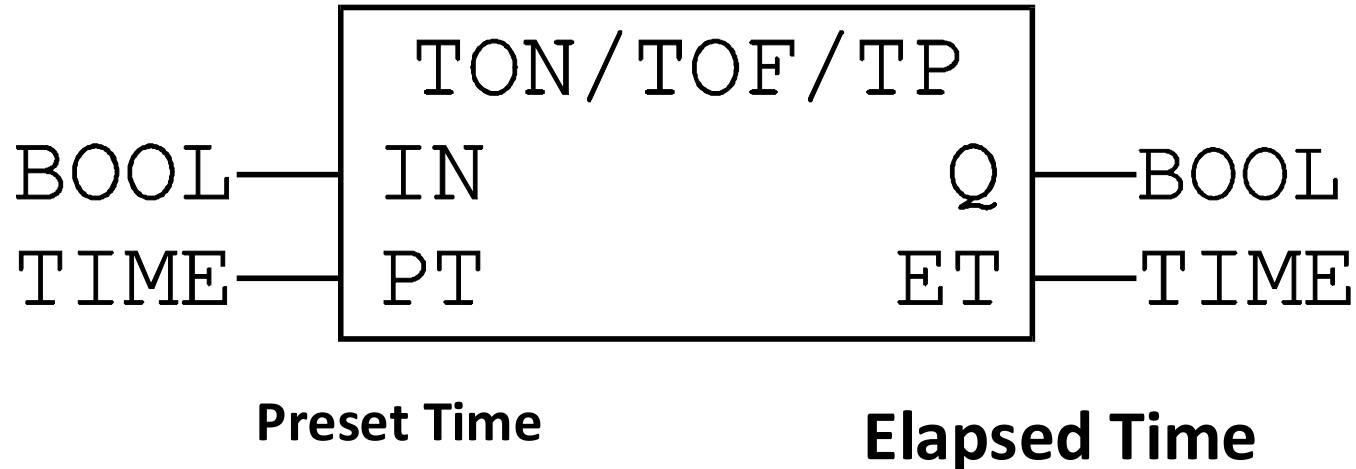 TON/TOF/TP
BOOL IN Q BOOL
TIME PT ET TIME
Preset Time Elapsed Time